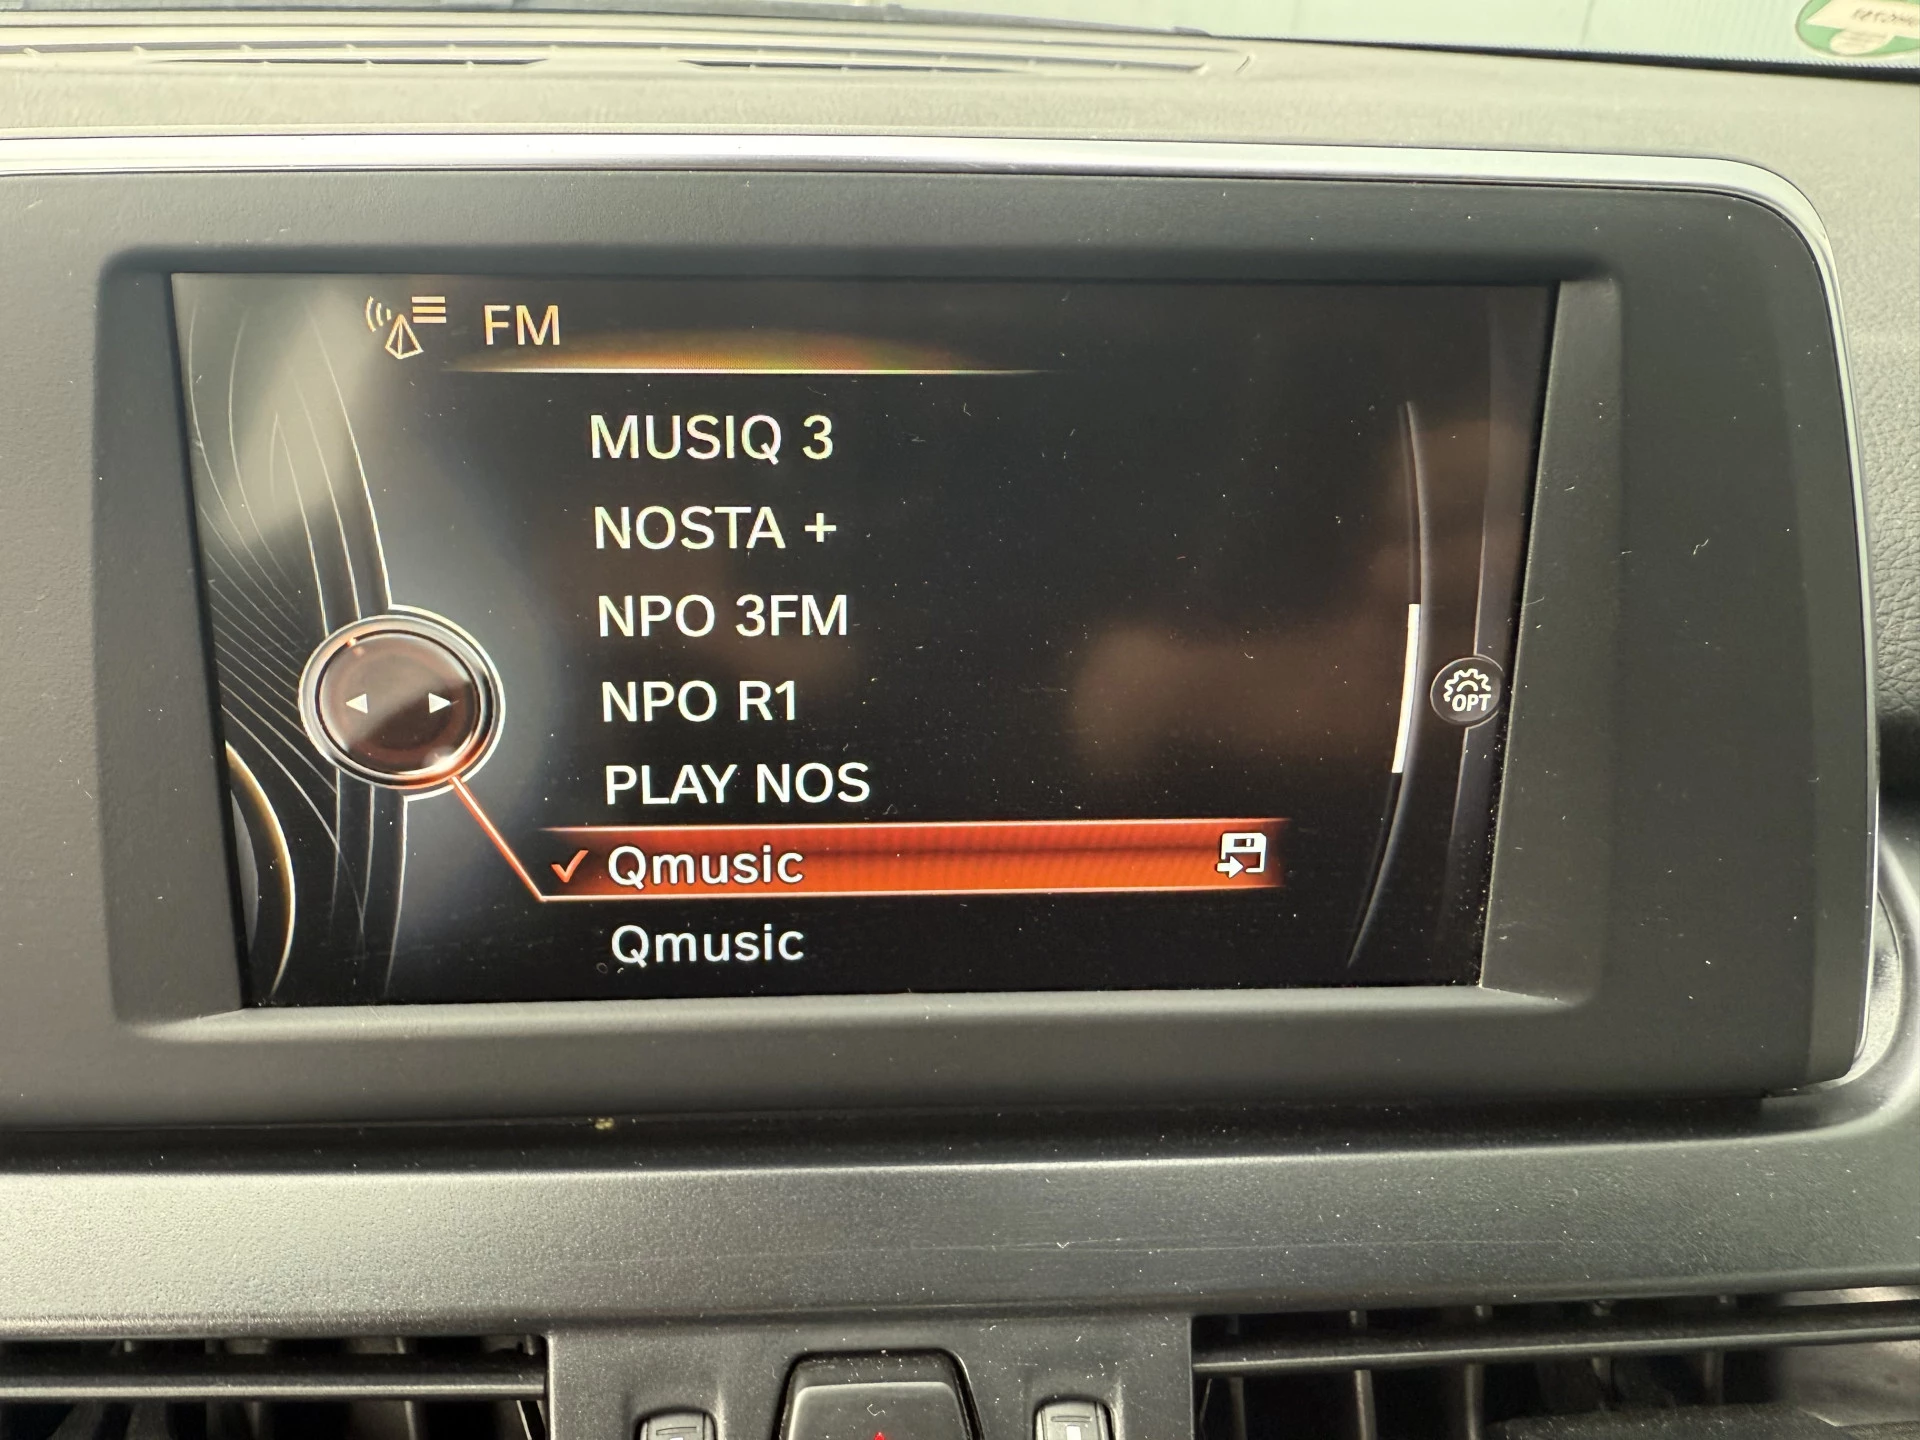 FM
MUSIQ 3
NOSTA +
NPO 3FM
NPO R1
PLAY NOS
Qmusic
OPT
Qmusic